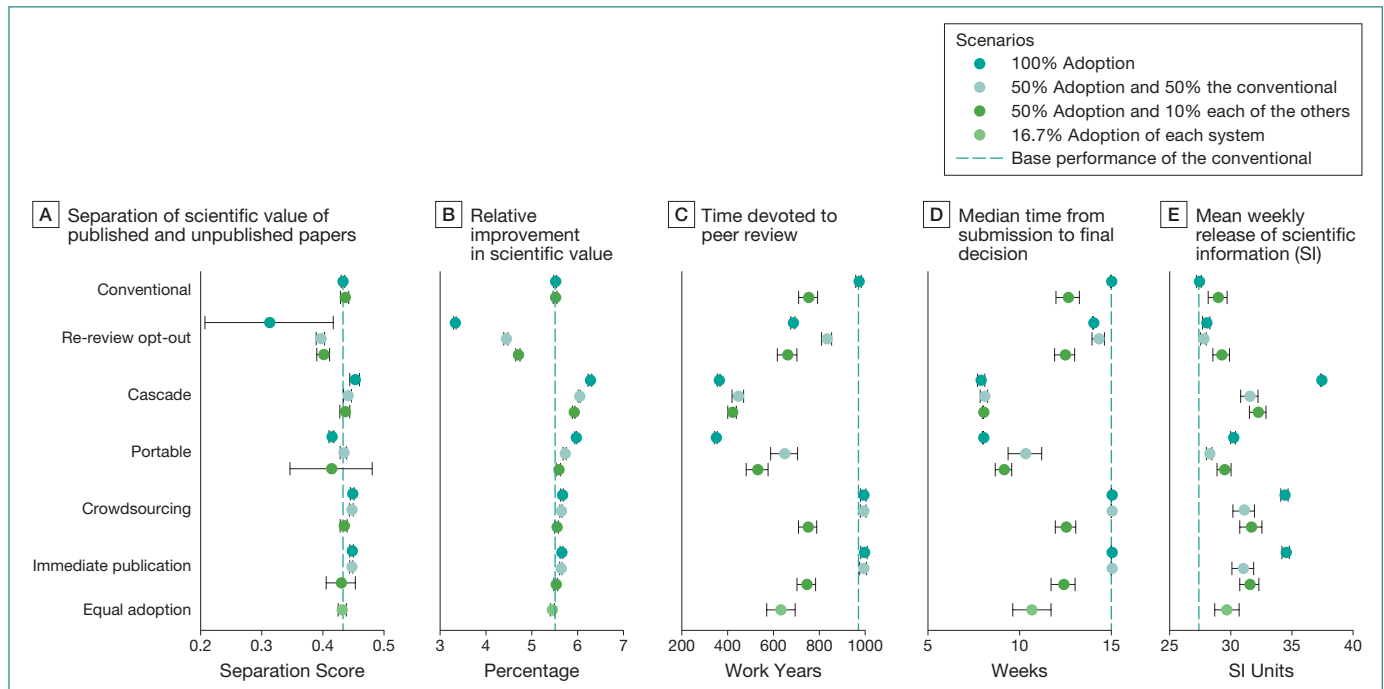 Scenarios
100% Adoption
50% Adoption and 50% the conventional
50% Adoption and 10% each of the others
16.7% Adoption of each system
Base performance of the conventional
A Separation of scientific value of
published and unpublished papers
B Relative
improvement
in scientific value
C Time devoted to
peer review
D Median time from
submission to final
decision
E Mean weekly
release of scientific
information (SI)
Conventional
Re-review opt-out
Cascade
Portable
Crowdsourcing
Immediate publication
Equal adoption
0.2 0.3 0.4 0.5
Separation Score
3 4 5 6 7
Percentage
200 400 600 800 1000
Work Years
5 10 15
Weeks
25 30 35 40
SI Units